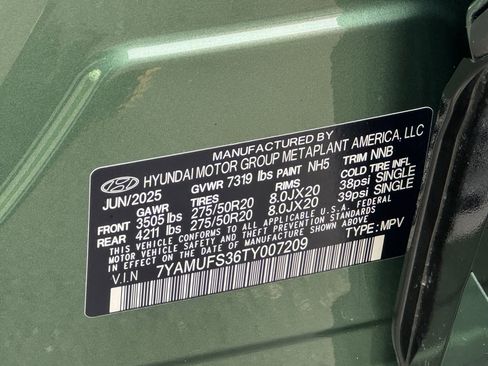 MANUFACTURED BY
HYUNDAI MOTOR GROUP METAPLANT AMERICA, LLC
JUN/2025 GVWR 7319 lbs PAINT NH5 TRIM NNB
GAWR TIRES RIMS COLD TIRE INFL
FRONT 3505 lbs 275/50R20 8.0JX20 38psi SINGLE
REAR 4211 lbs 275/50R20 8.0JX20 39psi SINGLE
THIS VEHICLE CONFORMS TO ALL APPLICABLE U.S.A. FEDERAL
MOTOR VEHICLE SAFETY AND THEFT PREVENTION STANDARDS
IN EFFECT ON THE DATE OF MANUFACTURE SHOWN ABOVE.
V.I.N 7YAMUFS36TY007209 TYPE: MPV